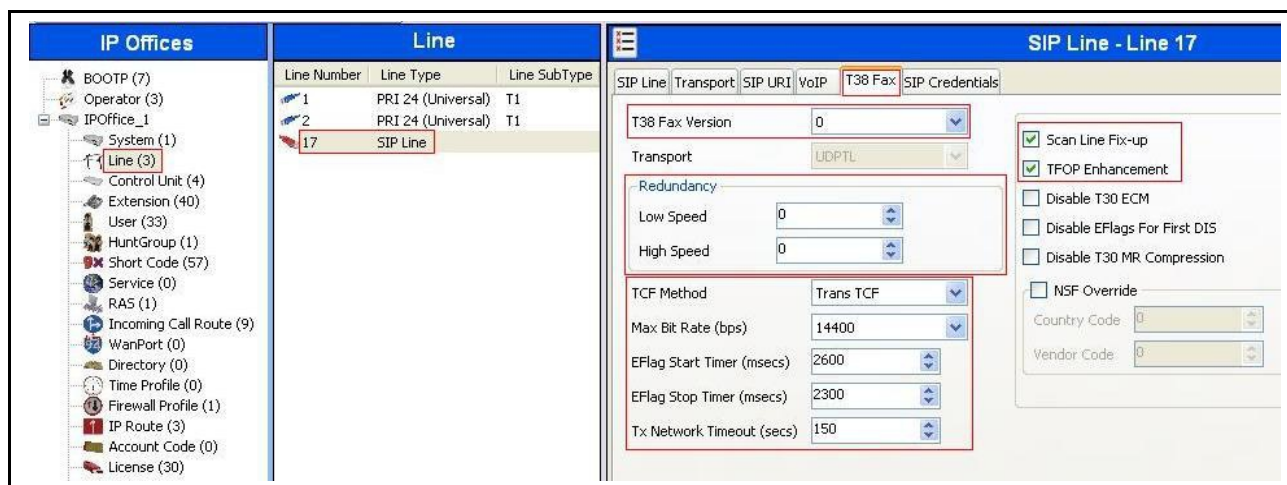 IP Offices
BOOTP (7)
Operator (3)
IPOffice_1
System (1)
Line (3)
Control Unit (4)
Extension (40)
User (33)
HuntGroup (1)
Short Code (57)
Service (0)
RAS (1)
Incoming Call Route (9)
WanPort (0)
Directory (0)
Time Profile (0)
Firewall Profile (1)
IP Route (3)
Account Code (0)
License (30)
Line
Line Number Line Type Line SubType
1 PRI 24 (Universal) T1
2 PRI 24 (Universal) T1
17 SIP Line
SIP Line - Line 17
SIP Line Transport SIP URI VoIP T38 Fax SIP Credentials
T38 Fax Version 0
Transport UDPTL
Redundancy
Low Speed 0
High Speed 0
TCF Method Trans TCF
Max Bit Rate (bps) 14400
EFlag Start Timer (msecs) 2600
EFlag Stop Timer (msecs) 2300
Tx Network Timeout (secs) 150
Scan Line Fix-up
TFOP Enhancement
Disable T30 ECM
Disable EFlags For First DIS
Disable T30 MR Compression
NSF Override
Country Code 0
Vendor Code 0